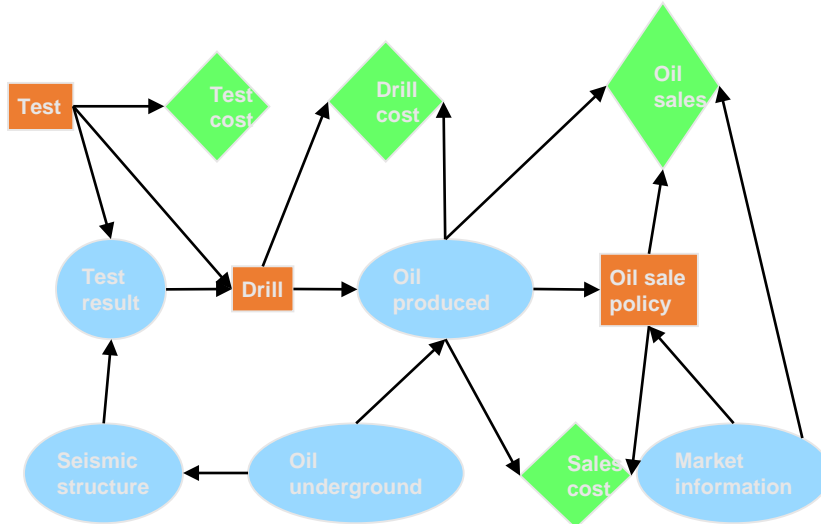 Test
Test
cost
Drill
cost
Oil
sales
Test
result
Drill
Oil
produced
Oil sale
policy
Seismic
structure
Oil
underground
Sales
cost
Market
information